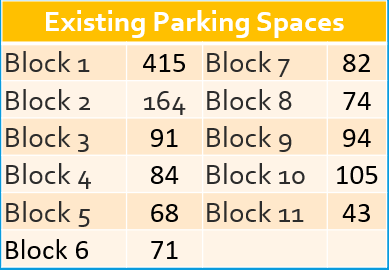 Existing Parking Spaces
Block 1 415 Block 7 82
Block 2 164 Block 8 74
Block 3 91 Block 9 94
Block 4 84 Block 10 105
Block 5 68 Block 11 43
Block 6 71